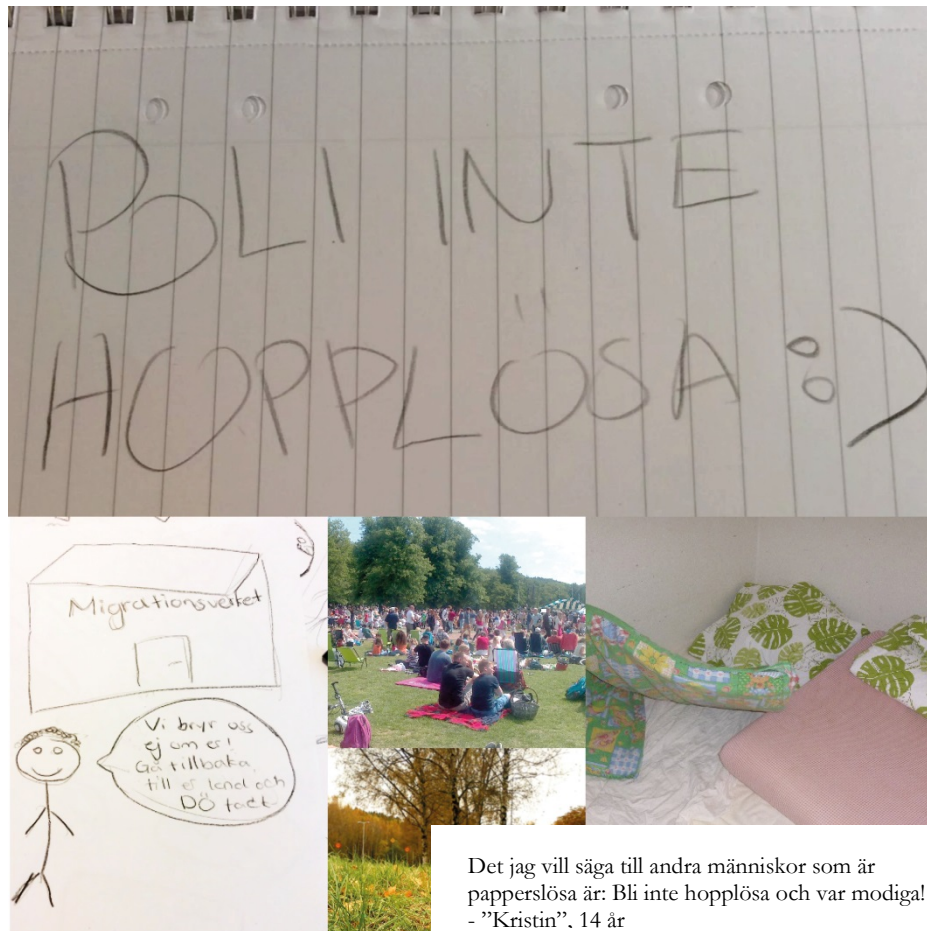 BLI INTE
HOPPLÖSA :)
Migrationsverket
Vi bryr oss
ej om er!
Gå tillbaka
till er land och
DÖ tack
Det jag vill säga till andra människor som är
papperslösa är: Bli inte hopplösa och var modiga!
- ”Kristin”, 14 år